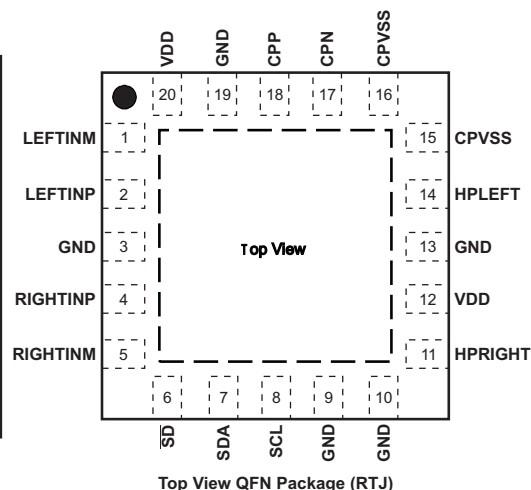 VDD
GND
CPP
CPN
CPVSS
20
19
18
17
16
LEFTINM 1
15 CPVSS
LEFTINP 2
14 HPLEFT
GND 3
13 GND
RIGHTINP 4
12 VDD
RIGHTINM 5
11 HPRIGHT
Top View
6
7
8
9
10
SD
SDA
SCL
GND
GND
Top View QFN Package (RTJ)